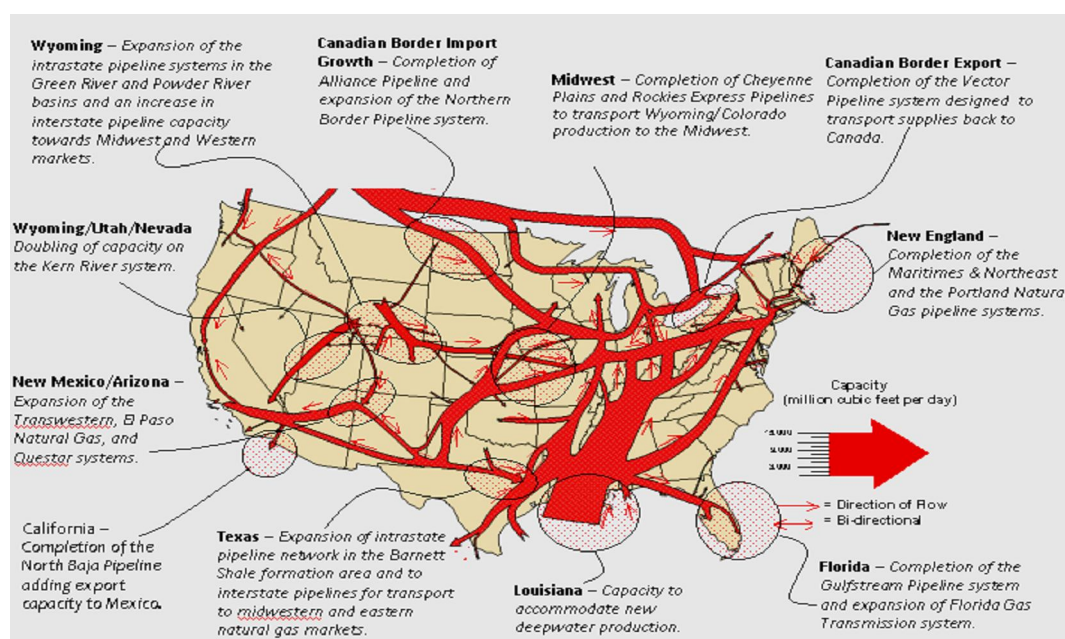 Wyoming – Expansion of the
intrastate pipeline systems in the
Green River and Powder River
basins and an increase in
interstate pipeline capacity
towards Midwest and Western
markets.
Canadian Border Import
Growth – Completion of
Alliance Pipeline and
expansion of the Northern
Border Pipeline system.
Midwest – Completion of Cheyenne
Plains and Rockies Express Pipelines
to transport Wyoming/Colorado
production to the Midwest.
Canadian Border Export –
Completion of the Vector
Pipeline system designed to
transport supplies back to
Canada.
Wyoming/Utah/Nevada
Doubling of capacity on
the Kern River system.
New England –
Completion of the
Maritimes & Northeast
and the Portland Natura
Gas pipeline systems.
New Mexico/Arizona –
Expansion of the
Transwestern, El Paso
Natural Gas, and
Questar systems.
Capacity
(million cubic feet per day)
= Direction of Flow
= Bi-directional
California –
Completion of the
North Baja Pipeline
adding export
capacity to Mexico.
Texas – Expansion of intrastate
pipeline network in the Barnett
Shale formation area and to
interstate pipelines for transport
to midwestern and eastern
natural gas markets.
Louisiana – Capacity to
accommodate new
deepwater production.
Florida – Completion of the
Gulfstream Pipeline system
and expansion of Florida Gas
Transmission system.